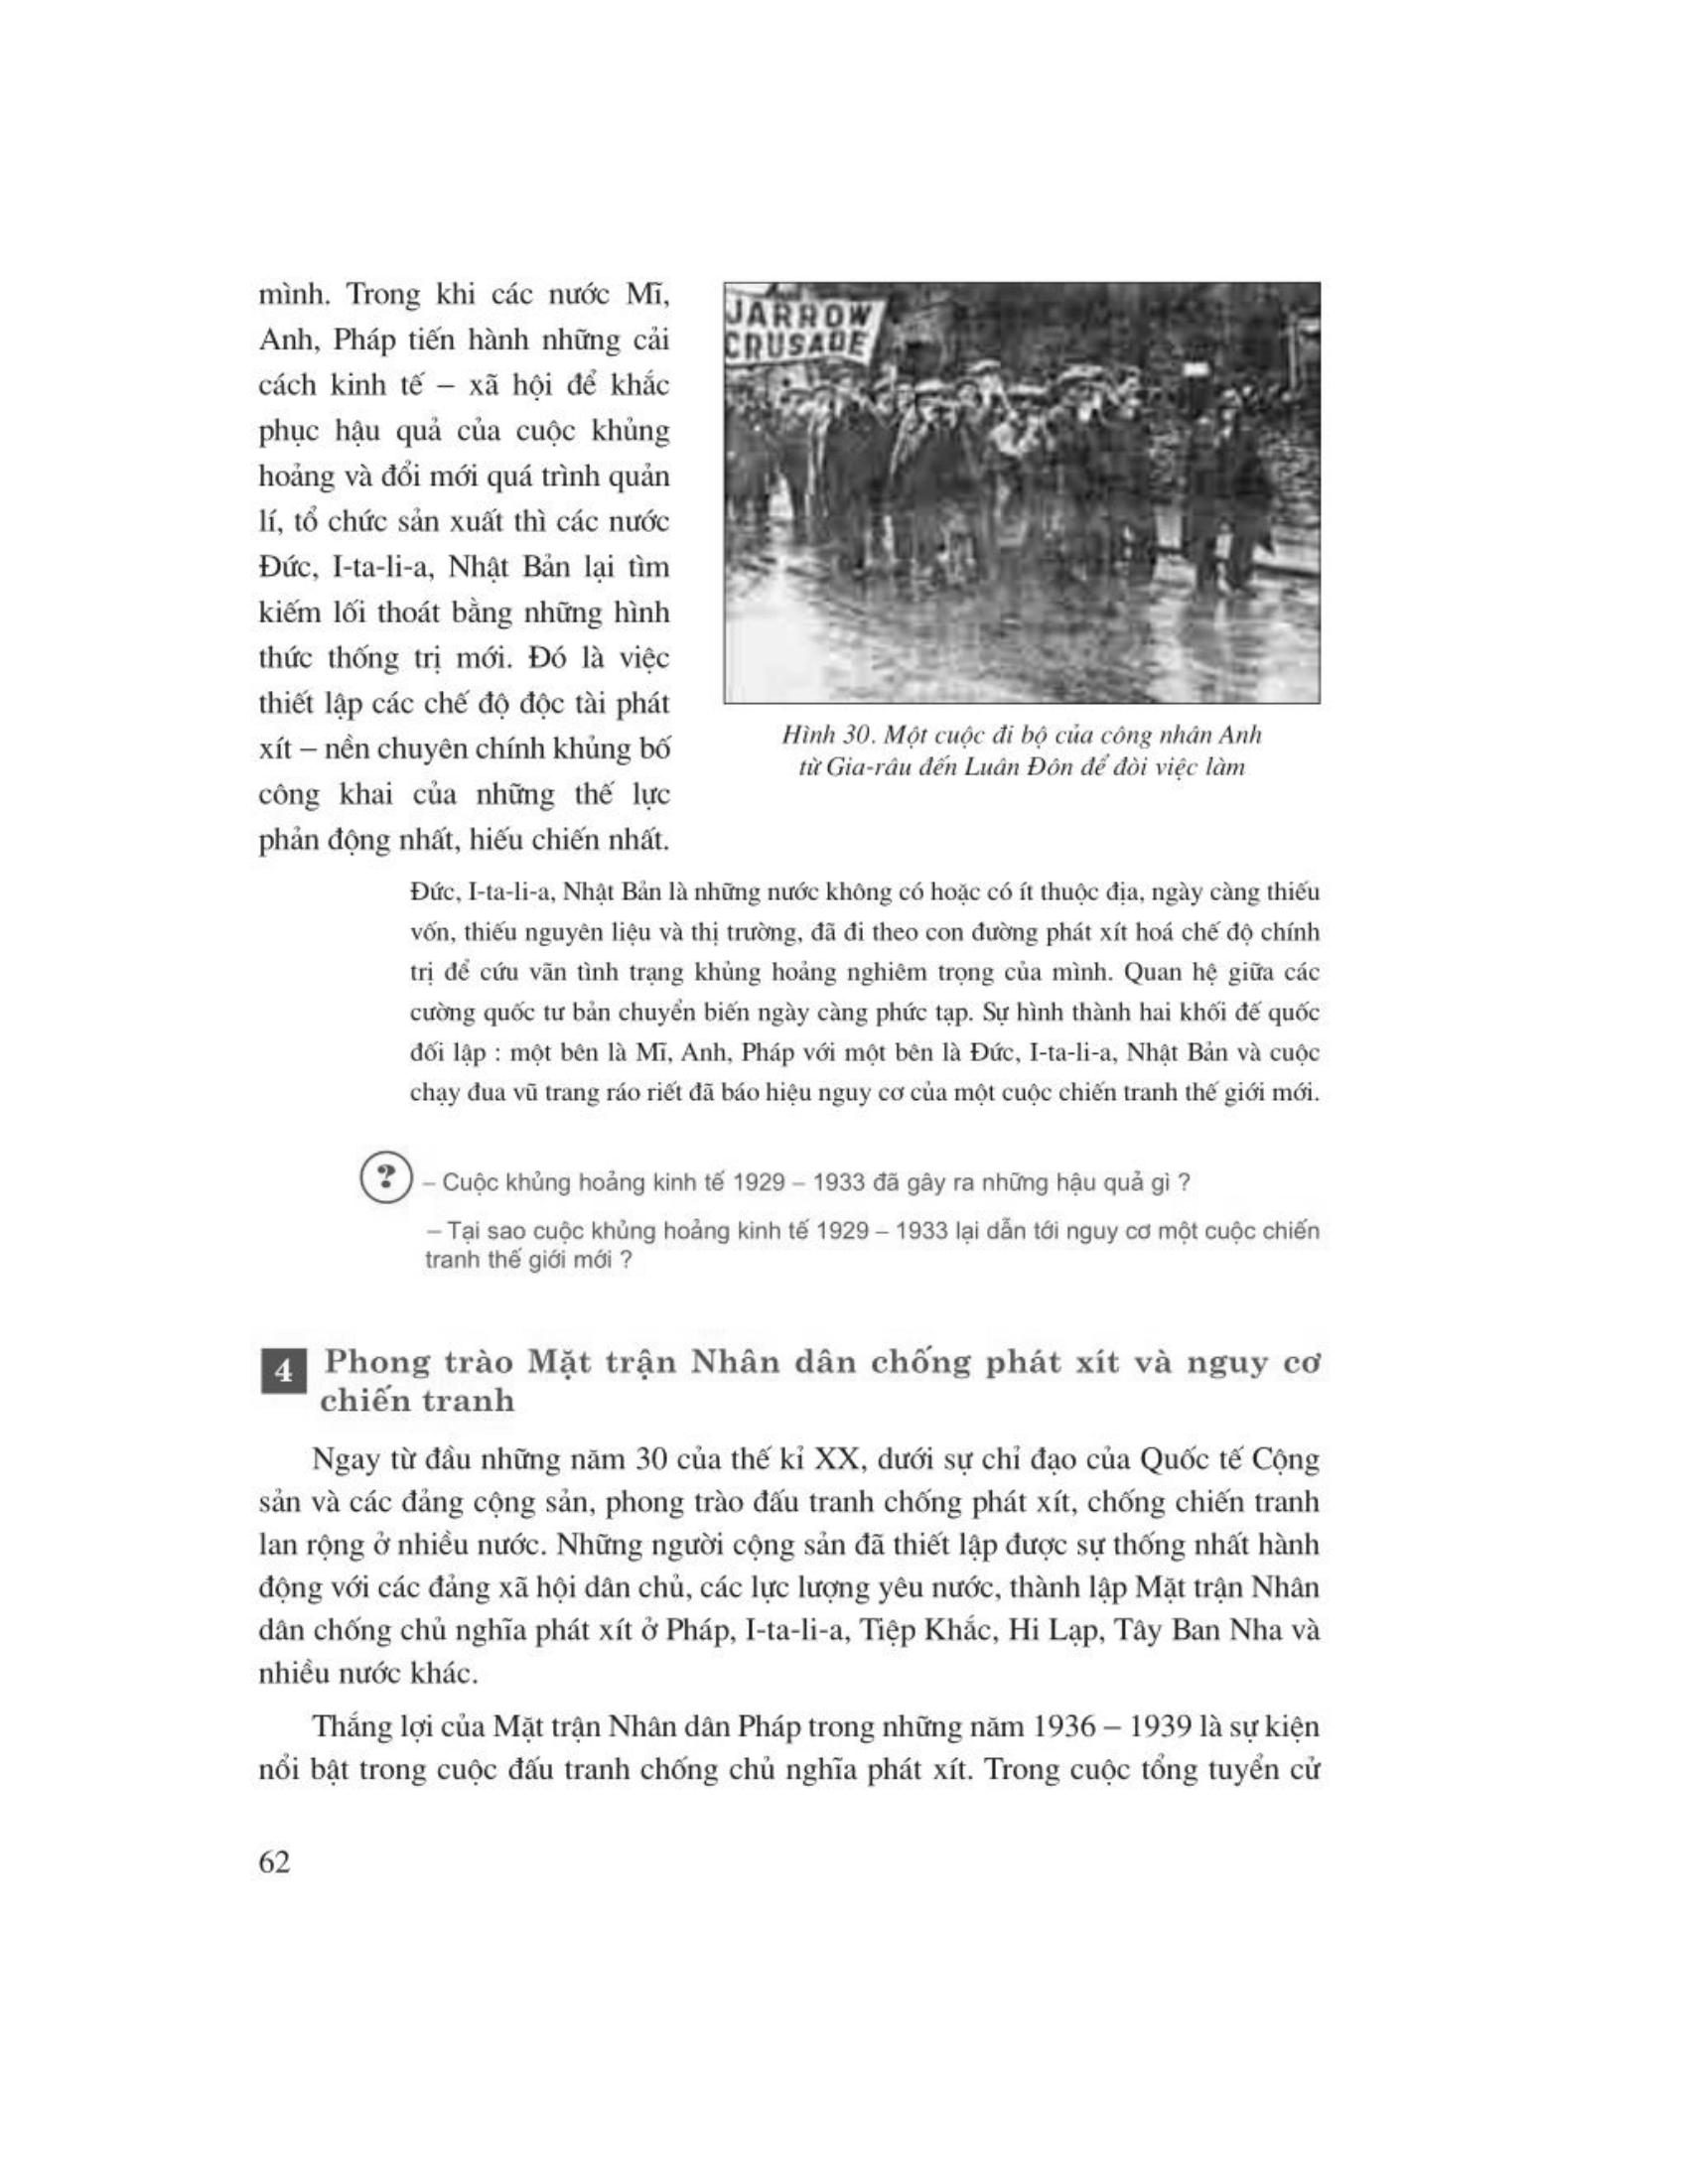 mình. Trong khi các nước Mĩ,
Anh, Pháp tiến hành những cải
cách kinh tế – xã hội để khắc
phục hậu quả của cuộc khủng
hoảng và đổi mới quá trình quản
lí, tổ chức sản xuất thì các nước
Đức, I-ta-li-a, Nhật Bản lại tìm
kiếm lối thoát bằng những hình
thức thống trị mới. Đó là việc
thiết lập các chế độ độc tài phát
xít – nền chuyên chính khủng bố
công khai của những thế lực
phản động nhất, hiếu chiến nhất.
JARROW
CRUSADE
Hình 30. Một cuộc đi bộ của công nhân Anh
từ Gia-râu đến Luân Đôn để đòi việc làm
Đức, I-ta-li-a, Nhật Bản là những nước không có hoặc có ít thuộc địa, ngày càng thiếu
vốn, thiếu nguyên liệu và thị trường, đã đi theo con đường phát xít hoá chế độ chính
trị để cứu vãn tình trạng khủng hoảng nghiêm trọng của mình. Quan hệ giữa các
cường quốc tư bản chuyển biến ngày càng phức tạp. Sự hình thành hai khối đế quốc
đối lập : một bên là Mĩ, Anh, Pháp với một bên là Đức, I-ta-li-a, Nhật Bản và cuộc
chạy đua vũ trang ráo riết đã báo hiệu nguy cơ của một cuộc chiến tranh thế giới mới.
? – Cuộc khủng hoảng kinh tế 1929 – 1933 đã gây ra những hậu quả gì ?
– Tại sao cuộc khủng hoảng kinh tế 1929 – 1933 lại dẫn tới nguy cơ một cuộc chiến
tranh thế giới mới ?
4 Phong trào Mặt trận Nhân dân chống phát xít và nguy cơ
chiến tranh
Ngay từ đầu những năm 30 của thế kỉ XX, dưới sự chỉ đạo của Quốc tế Cộng
sản và các đảng cộng sản, phong trào đấu tranh chống phát xít, chống chiến tranh
lan rộng ở nhiều nước. Những người cộng sản đã thiết lập được sự thống nhất hành
động với các đảng xã hội dân chủ, các lực lượng yêu nước, thành lập Mặt trận Nhân
dân chống chủ nghĩa phát xít ở Pháp, I-ta-li-a, Tiệp Khắc, Hi Lạp, Tây Ban Nha và
nhiều nước khác.
Thắng lợi của Mặt trận Nhân dân Pháp trong những năm 1936 – 1939 là sự kiện
nổi bật trong cuộc đấu tranh chống chủ nghĩa phát xít. Trong cuộc tổng tuyển cử
62